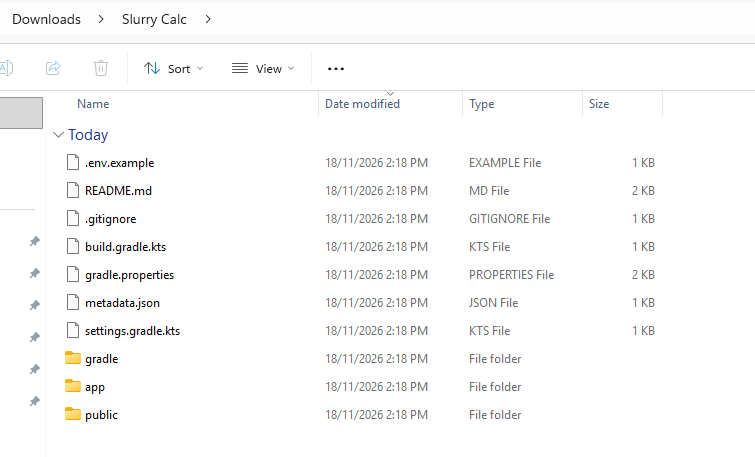 Downloads > Slurry Calc >
Sort View ...
Name Date modified Type Size
Today
.env.example 18/11/2026 2:18 PM EXAMPLE File 1 KB
README.md 18/11/2026 2:18 PM MD File 2 KB
.gitignore 18/11/2026 2:18 PM GITIGNORE File 1 KB
build.gradle.kts 18/11/2026 2:18 PM KTS File 1 KB
gradle.properties 18/11/2026 2:18 PM PROPERTIES File 2 KB
metadata.json 18/11/2026 2:18 PM JSON File 1 KB
settings.gradle.kts 18/11/2026 2:18 PM KTS File 1 KB
gradle 18/11/2026 2:18 PM File folder
app 18/11/2026 2:18 PM File folder
public 18/11/2026 2:18 PM File folder